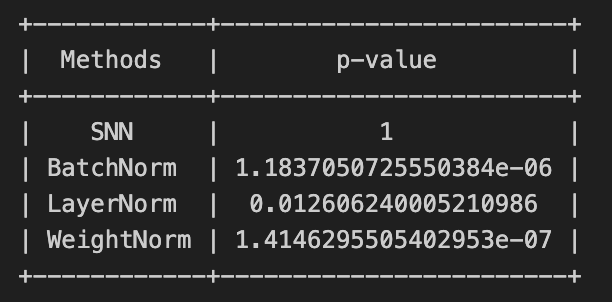 +------------+-------------------------+
| Methods | p-value |
+------------+-------------------------+
| SNN | 1 |
| BatchNorm | 1.1837050725550384e-06 |
| LayerNorm | 0.012606240005210986 |
| WeightNorm | 1.4146295505402953e-07 |
+------------+-------------------------+